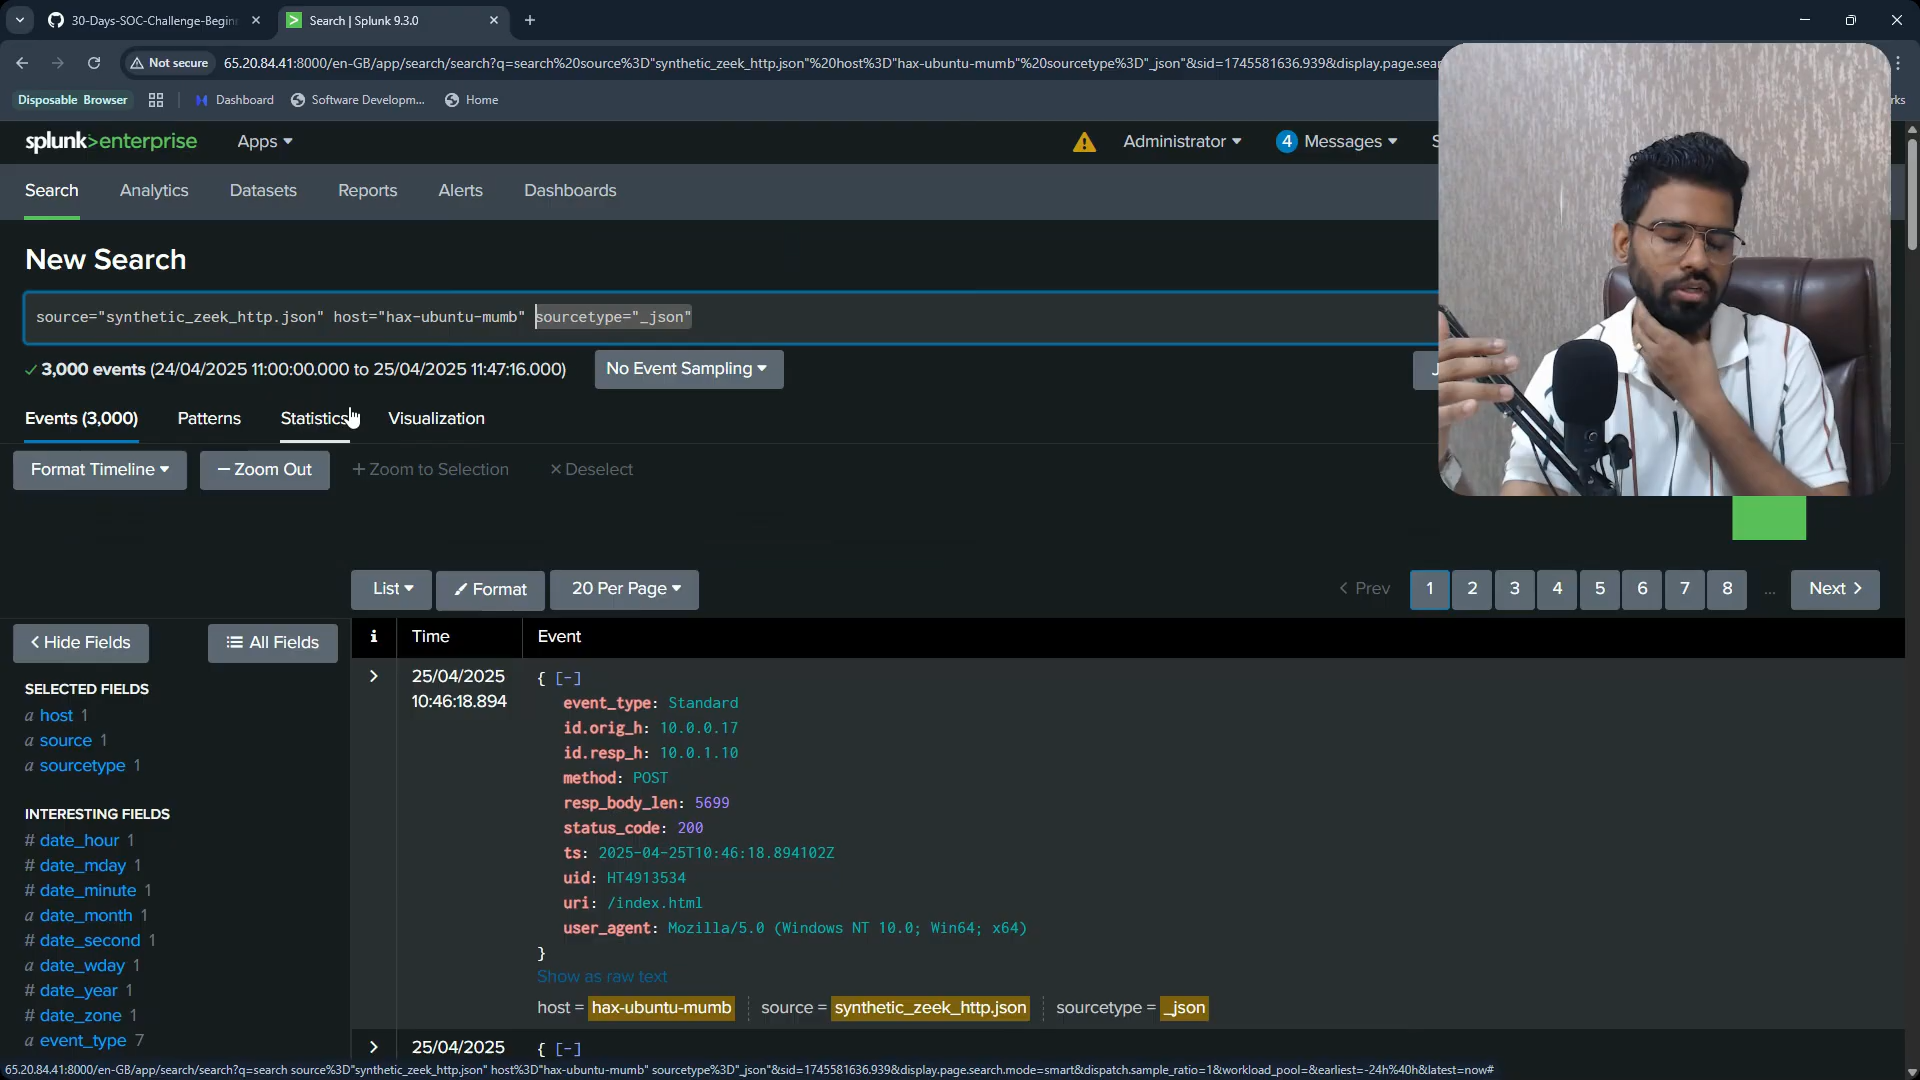 30-Days-SOC-Challenge-Begin
Search | Splunk 9.3.0
Not secure
65.20.84.41:8000/en-GB/app/search/search?q=search%20source%3D"synthetic_zeek_http.json"%20host%3D"hax-ubuntu-mumb"%20sourcetype%3D"_json"&sid=1745581636.939&display.page.sear
Disposable Browser
Dashboard
Software Developm...
Home
rks
splunk>enterprise
Apps
Administrator
4 Messages
S
Search
Analytics
Datasets
Reports
Alerts
Dashboards
New Search
source="synthetic_zeek_http.json" host="hax-ubuntu-mumb" sourcetype="_json"
✓ 3,000 events (24/04/2025 11:00:00.000 to 25/04/2025 11:47:16.000)
No Event Sampling
J
Events (3,000)
Patterns
Statistics
Visualization
Format Timeline
— Zoom Out
+ Zoom to Selection
× Deselect
List
Format
20 Per Page
< Prev
1
2
3
4
5
6
7
8
...
Next >
< Hide Fields
All Fields
i
Time
Event
SELECTED FIELDS
a host 1
a source 1
a sourcetype 1
INTERESTING FIELDS
# date_hour 1
# date_mday 1
# date_minute 1
a date_month 1
# date_second 1
a date_wday 1
# date_year 1
# date_zone 1
a event_type 7
>
25/04/2025
10:46:18.894
{ [-]
event_type: Standard
id.orig_h: 10.0.0.17
id.resp_h: 10.0.1.10
method: POST
resp_body_len: 5699
status_code: 200
ts: 2025-04-25T10:46:18.894102Z
uid: HT4913534
uri: /index.html
user_agent: Mozilla/5.0 (Windows NT 10.0; Win64; x64)
}
Show as raw text
host = hax-ubuntu-mumb
source = synthetic_zeek_http.json
sourcetype = _json
>
25/04/2025
{ [-]
65.20.84.41:8000/en-GB/app/search/search?q=search source%3D"synthetic_zeek_http.json" host%3D"hax-ubuntu-mumb" sourcetype%3D"_json"&sid=1745581636.939&display.page.search.mode=smart&dispatch.sample_ratio=1&workload_pool=&earliest=-24h%40h&latest=now#